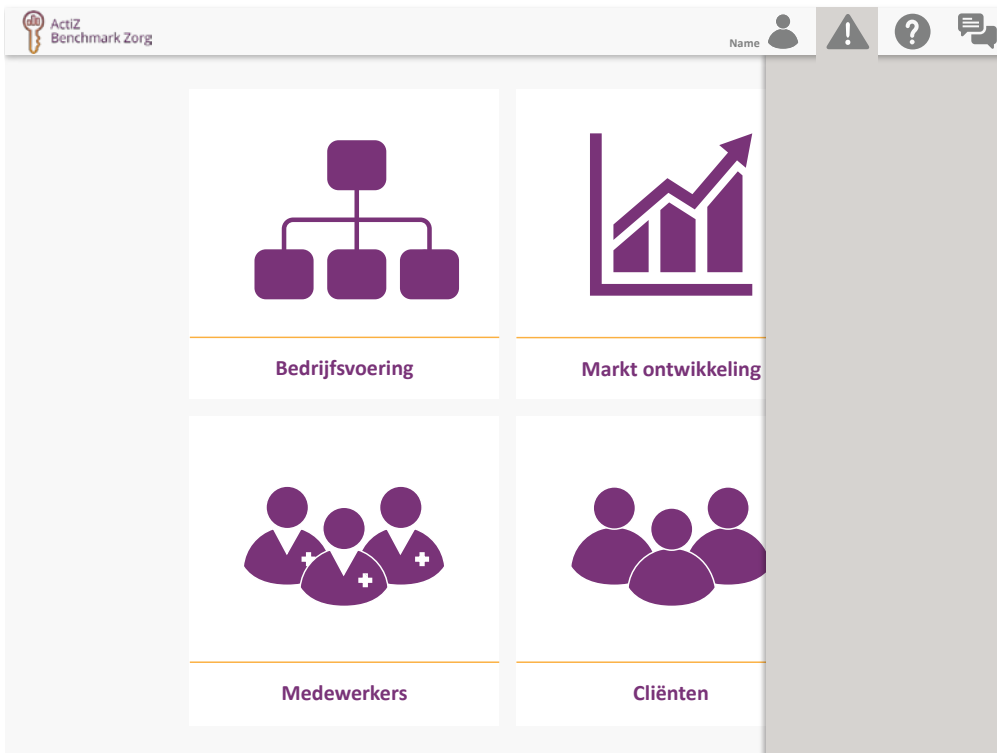 ActiZ
Benchmark Zorg
Name
Bedrijfsvoering
Markt ontwikkeling
Medewerkers
Cliënten